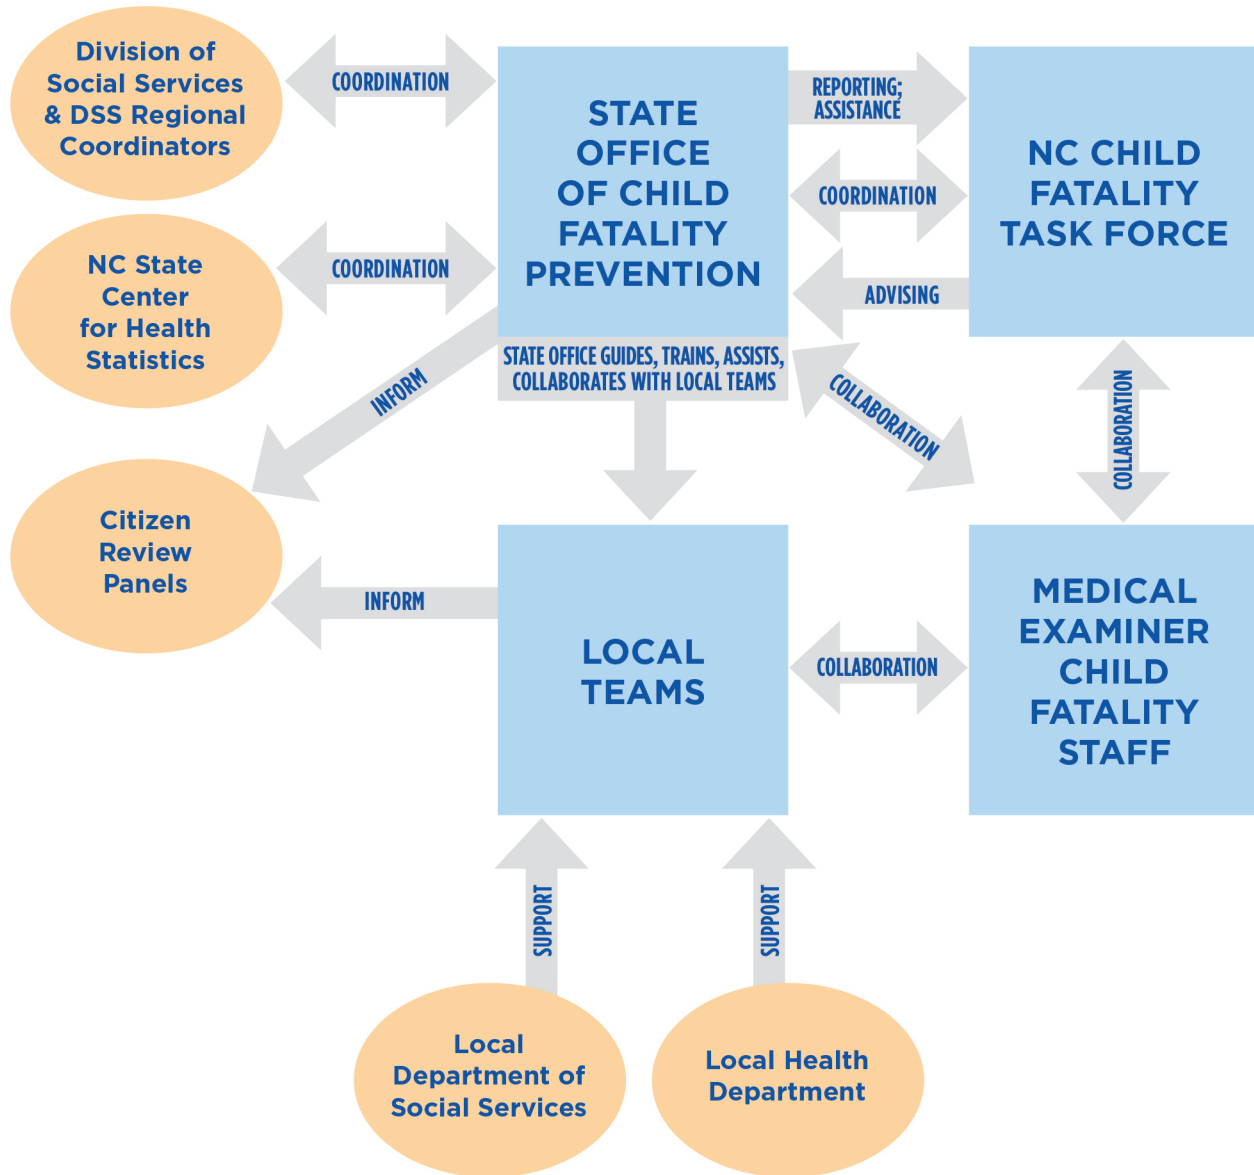 Division of
Social Services
& DSS Regional
Coordinators
COORDINATION
STATE
OFFICE
OF CHILD
FATALITY
PREVENTION
REPORTING;
ASSISTANCE
COORDINATION
ADVISING
NC CHILD
FATALITY
TASK FORCE
NC State
Center
for Health
Statistics
COORDINATION
INFORM
STATE OFFICE GUIDES, TRAINS, ASSISTS,
COLLABORATES WITH LOCAL TEAMS
COLLABORATION
COLLABORATION
Citizen
Review
Panels
INFORM
LOCAL
TEAMS
COLLABORATION
MEDICAL
EXAMINER
CHILD
FATALITY
STAFF
SUPPORT
SUPPORT
Local
Department of
Social Services
Local Health
Department